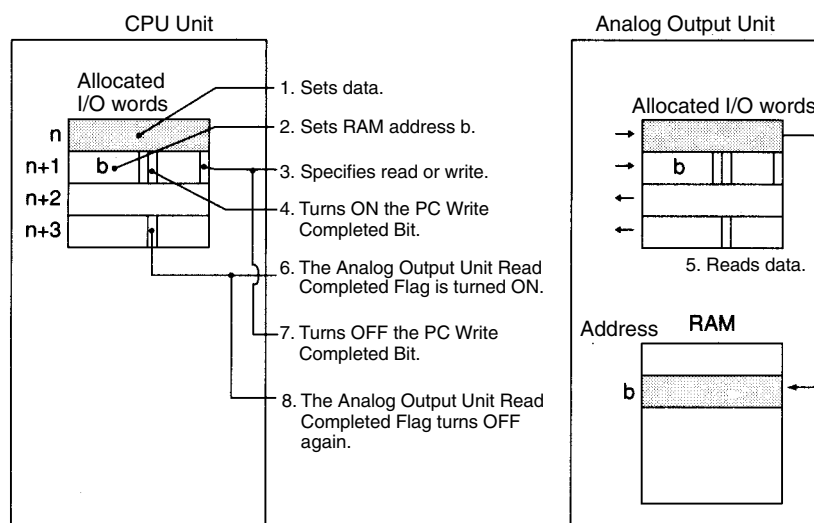 CPU Unit
Analog Output Unit
Allocated
I/O words
n
n+1
n+2
n+3
b
1. Sets data.
2. Sets RAM address b.
3. Specifies read or write.
4. Turns ON the PC Write
Completed Bit.
6. The Analog Output Unit Read
Completed Flag is turned ON.
7. Turns OFF the PC Write
Completed Bit.
8. The Analog Output Unit Read
Completed Flag turns OFF
again.
Allocated I/O words
b
5. Reads data.
Address
RAM
b